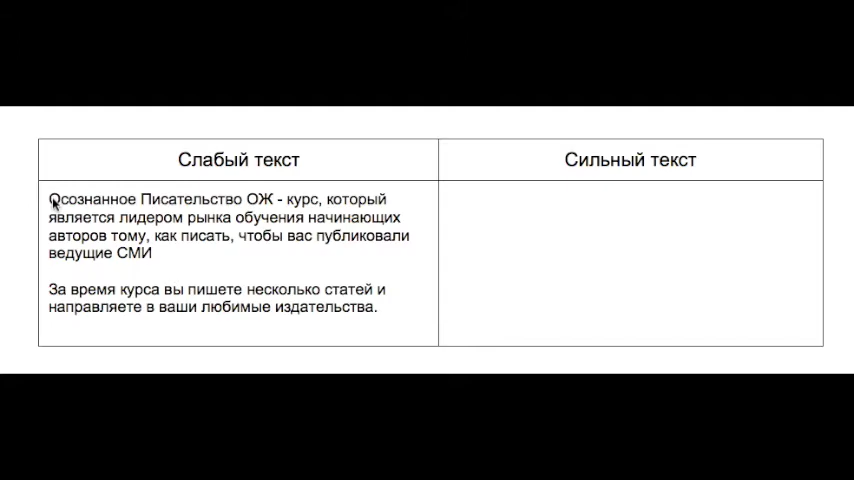 Слабый текст
Сильный текст
Осознанное Писательство ОЖ - курс, который
является лидером рынка обучения начинающих
авторов тому, как писать, чтобы вас публиковали
ведущие СМИ
За время курса вы пишете несколько статей и
направляете в ваши любимые издательства.